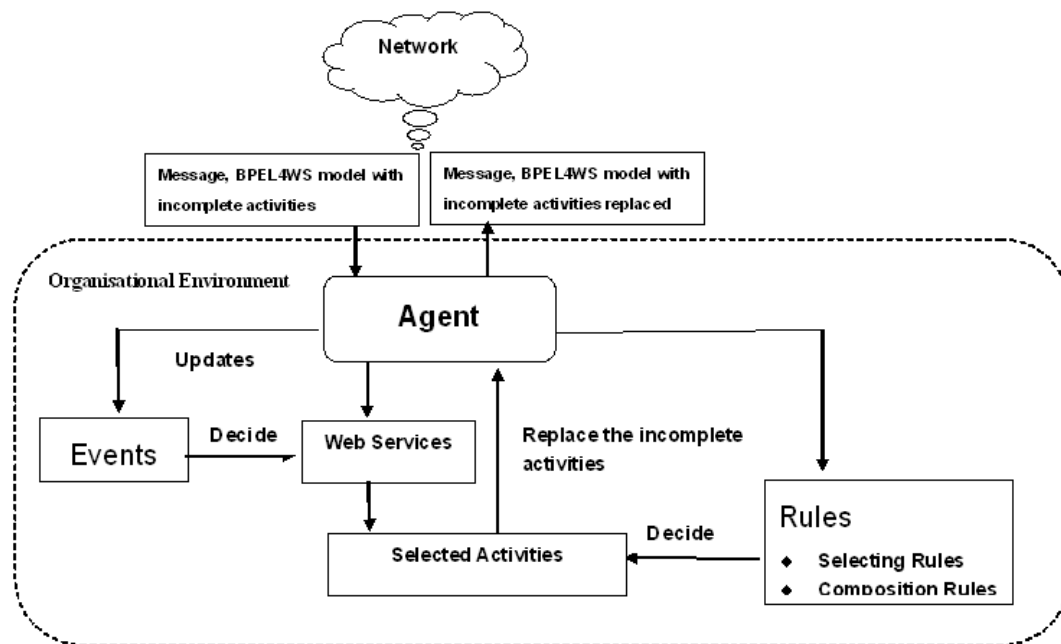 Network
Message, BPEL4WS model with
incomplete activities
Message, BPEL4WS model with
incomplete activities replaced
Organisational Environment
Agent
Updates
Events
Decide
Web Services
Replace the incomplete
activities
Rules
◆ Selecting Rules
◆ Composition Rules
Decide
Selected Activities